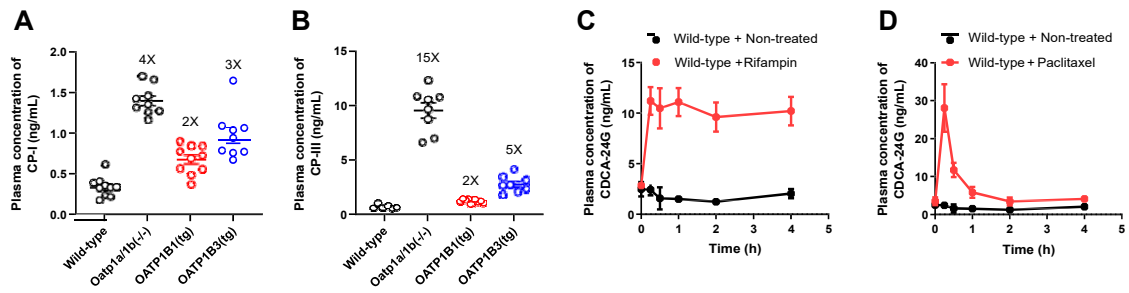 A
Plasma concentration of
CP-I (ng/mL)
2.0
1.5
1.0
0.5
0.0
4X
2X
3X
Wild-type
Oatp1a/1b(-/-)
OATP1B1(tg)
OATP1B3(tg)
B
Plasma concentration of
CP-III (ng/mL)
15
10
5
0
15X
2X
5X
Wild-type
Oatp1a/1b(-/-)
OATP1B1(tg)
OATP1B3(tg)
C
Wild-type + Non-treated
Wild-type +Rifampin
Plasma concentration of
CDCA-24G (ng/mL)
15
10
5
0
0 1 2 3 4 5
Time (h)
D
Wild-type + Non-treated
Wild-type + Paclitaxel
Plasma concentration of
CDCA-24G (ng/mL)
40
30
20
10
0
0 1 2 3 4 5
Time (h)